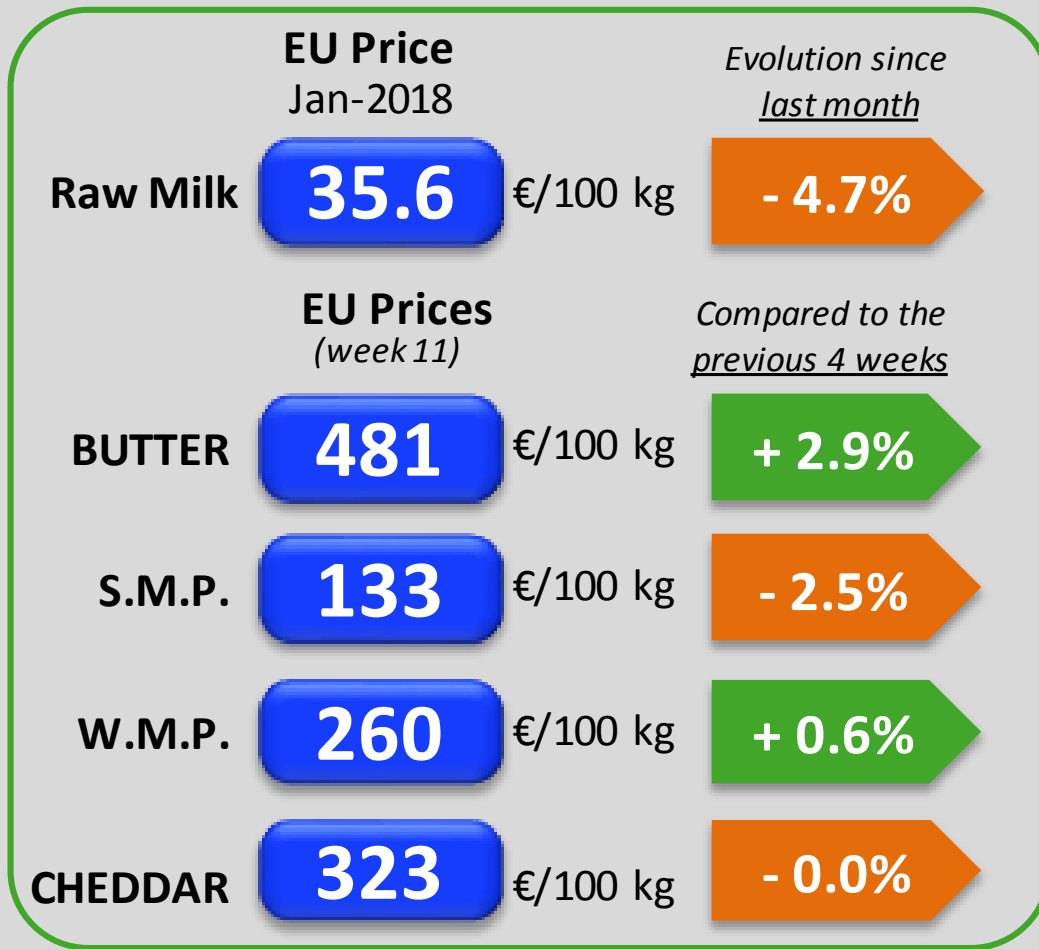 EU Price
Jan-2018
Evolution since
last month
Raw Milk 35.6 €/100 kg - 4.7%
EU Prices
(week 11)
Compared to the
previous 4 weeks
BUTTER 481 €/100 kg + 2.9%
S.M.P. 133 €/100 kg - 2.5%
W.M.P. 260 €/100 kg + 0.6%
CHEDDAR 323 €/100 kg - 0.0%